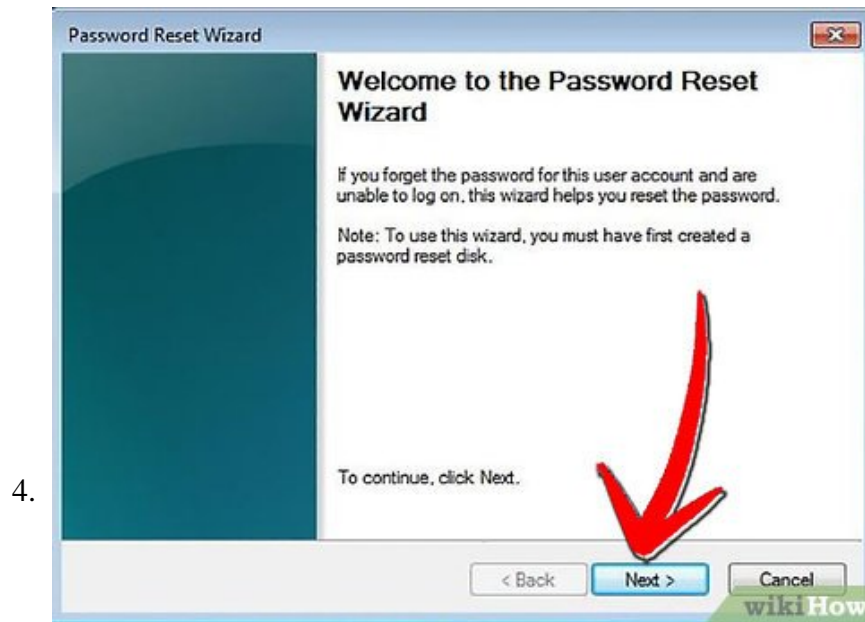 Password Reset Wizard
Welcome to the Password Reset
Wizard
If you forget the password for this user account and are
unable to log on, this wizard helps you reset the password.
Note: To use this wizard, you must have first created a
password reset disk.
4.
To continue, click Next.
< Back Next > Cancel
wikiHow